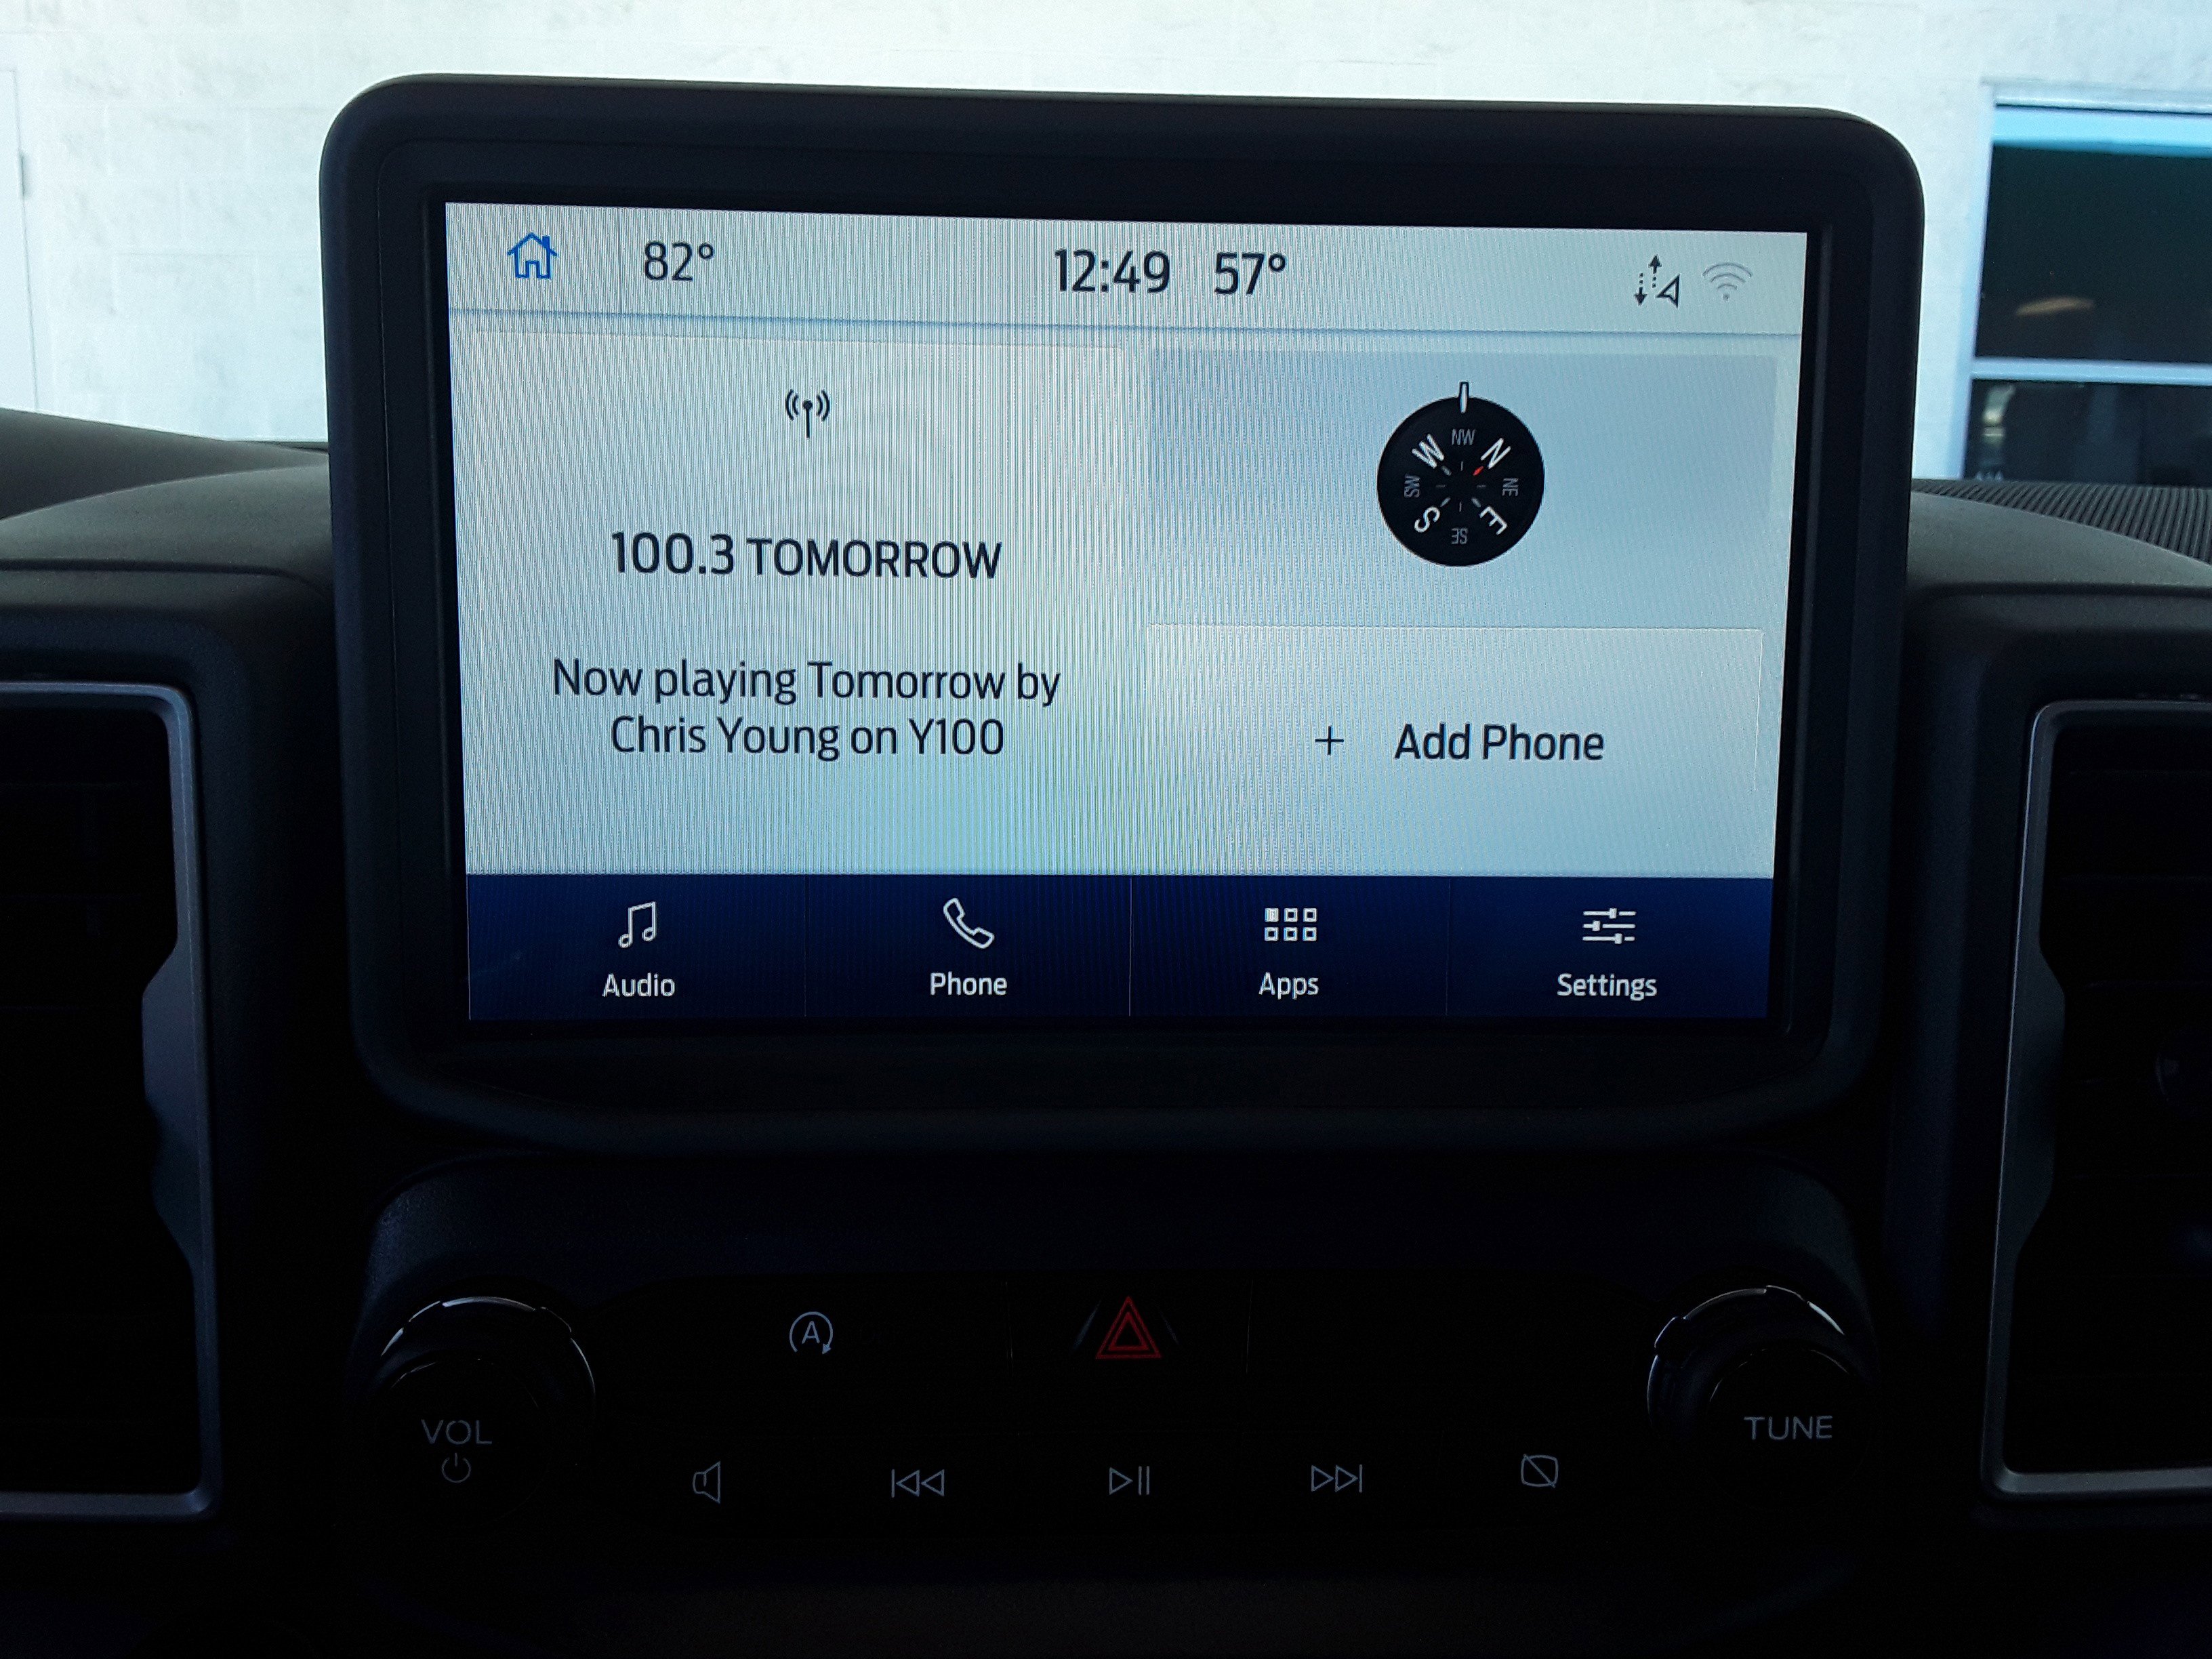 82° 12:49 57°
100.3 TOMORROW
Now playing Tomorrow by
Chris Young on Y100
NW
W N
SW NE
S E
SE
+ Add Phone
Audio Phone Apps Settings
A
VOL
TUNE